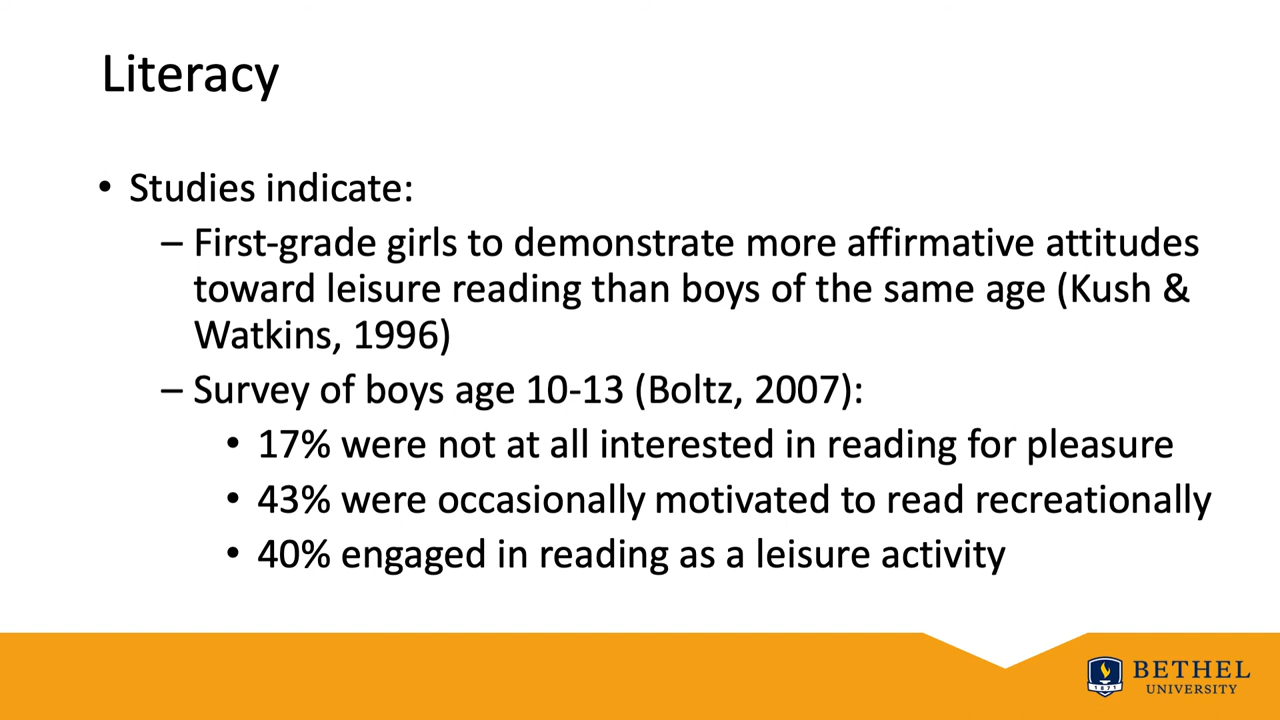 Literacy
• Studies indicate:
– First-grade girls to demonstrate more affirmative attitudes
toward leisure reading than boys of the same age (Kush &
Watkins, 1996)
– Survey of boys age 10-13 (Boltz, 2007):
• 17% were not at all interested in reading for pleasure
• 43% were occasionally motivated to read recreationally
• 40% engaged in reading as a leisure activity
1871
BETHEL
UNIVERSITY